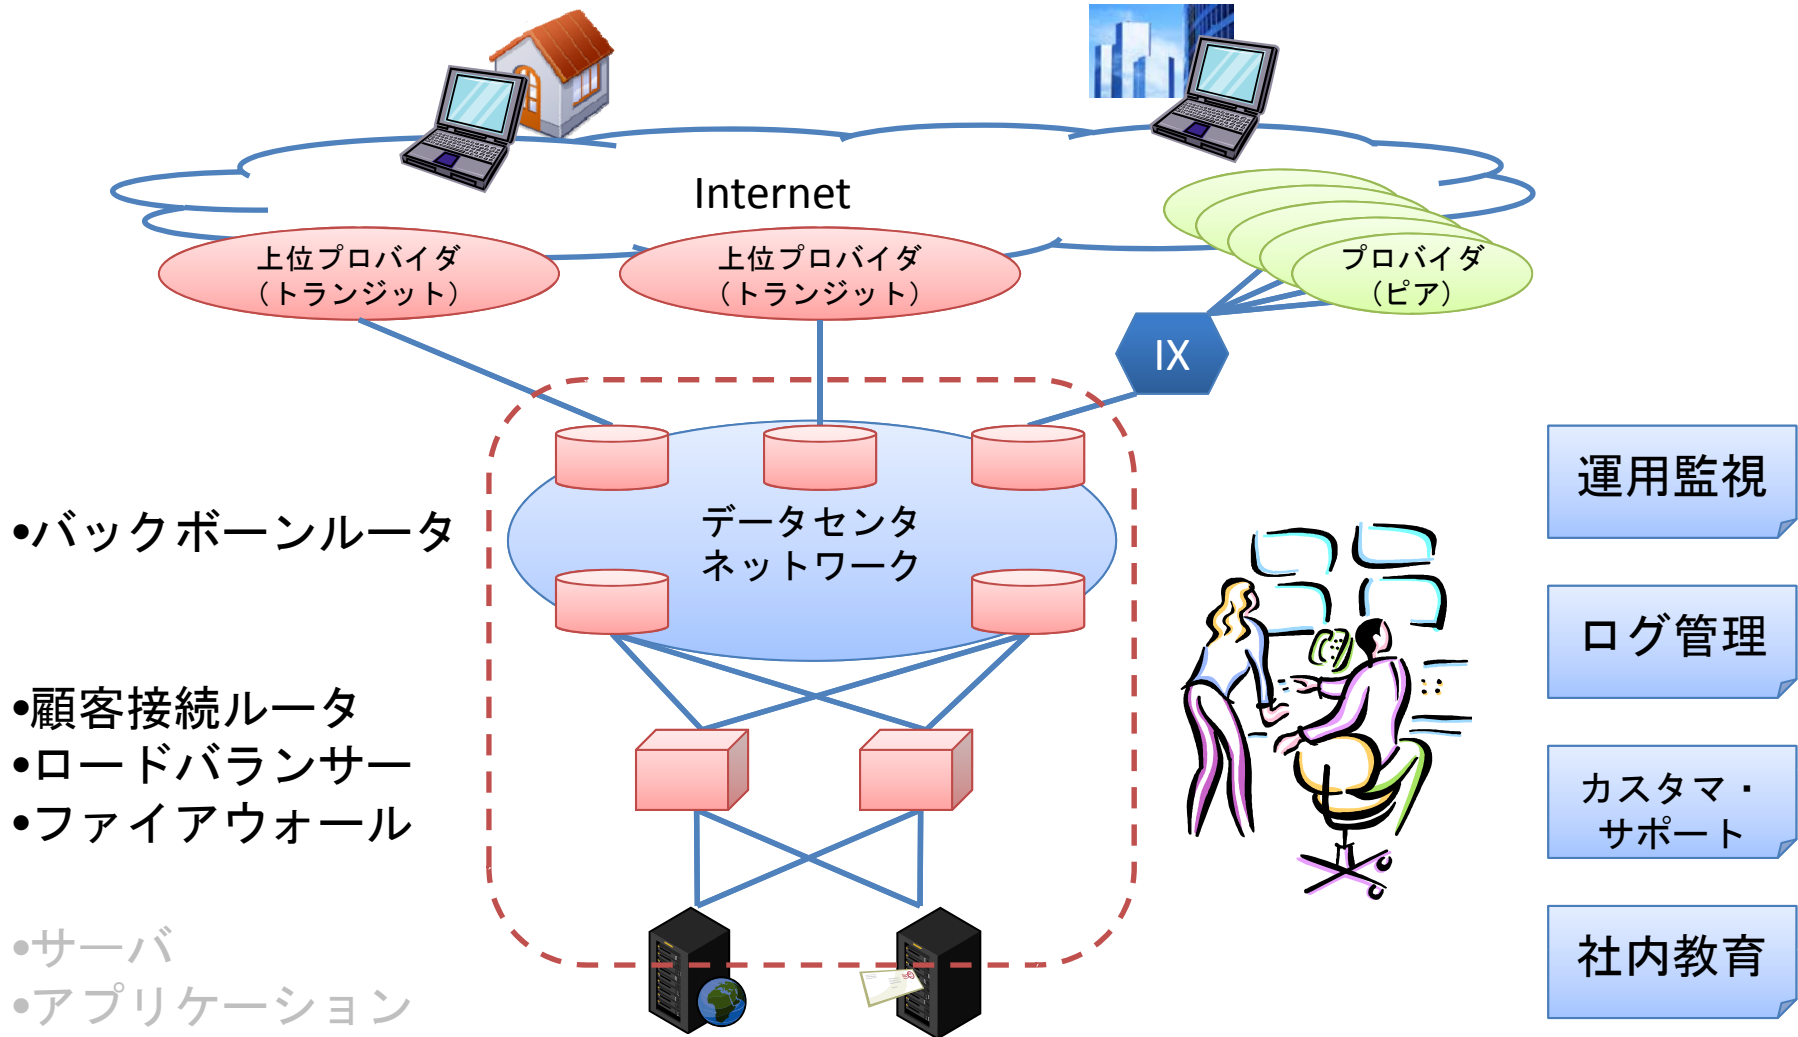 Internet
上位プロバイダ
（トランジット）
上位プロバイダ
（トランジット）
プロバイダ
（ピア）
IX
データセンタ
ネットワーク
•バックボーンルータ
•顧客接続ルータ
•ロードバランサー
•ファイアウォール
•サーバ
•アプリケーション
運用監視
ログ管理
カスタマ・
サポート
社内教育